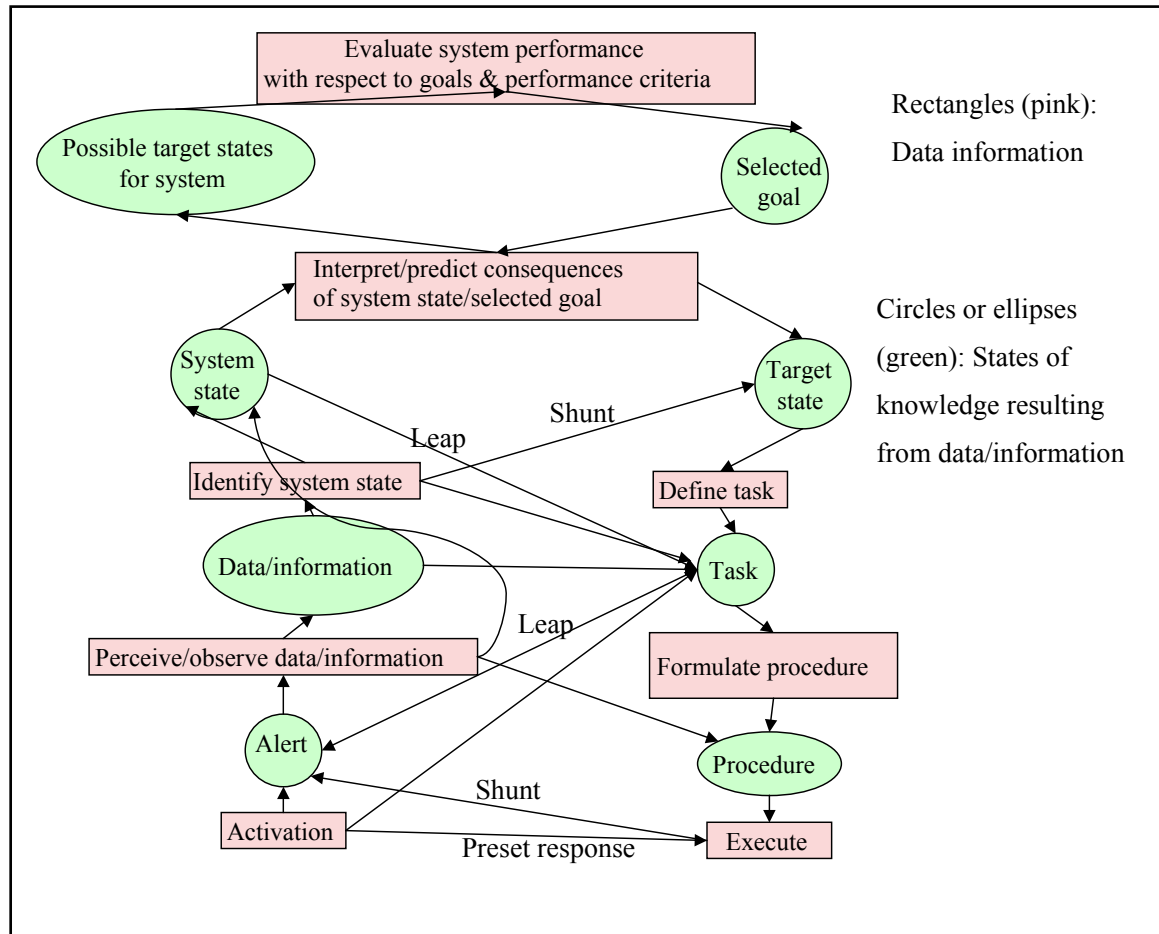 Evaluate system performance
with respect to goals & performance criteria
Rectangles (pink):
Data information
Possible target states
for system
Selected
goal
Interpret/predict consequences
of system state/selected goal
Circles or ellipses
(green): States of
knowledge resulting
from data/information
System
state
Target
state
Shunt
Leap
Identify system state
Define task
Data/information
Task
Leap
Perceive/observe data/information
Formulate procedure
Alert
Procedure
Shunt
Activation
Preset response
Execute